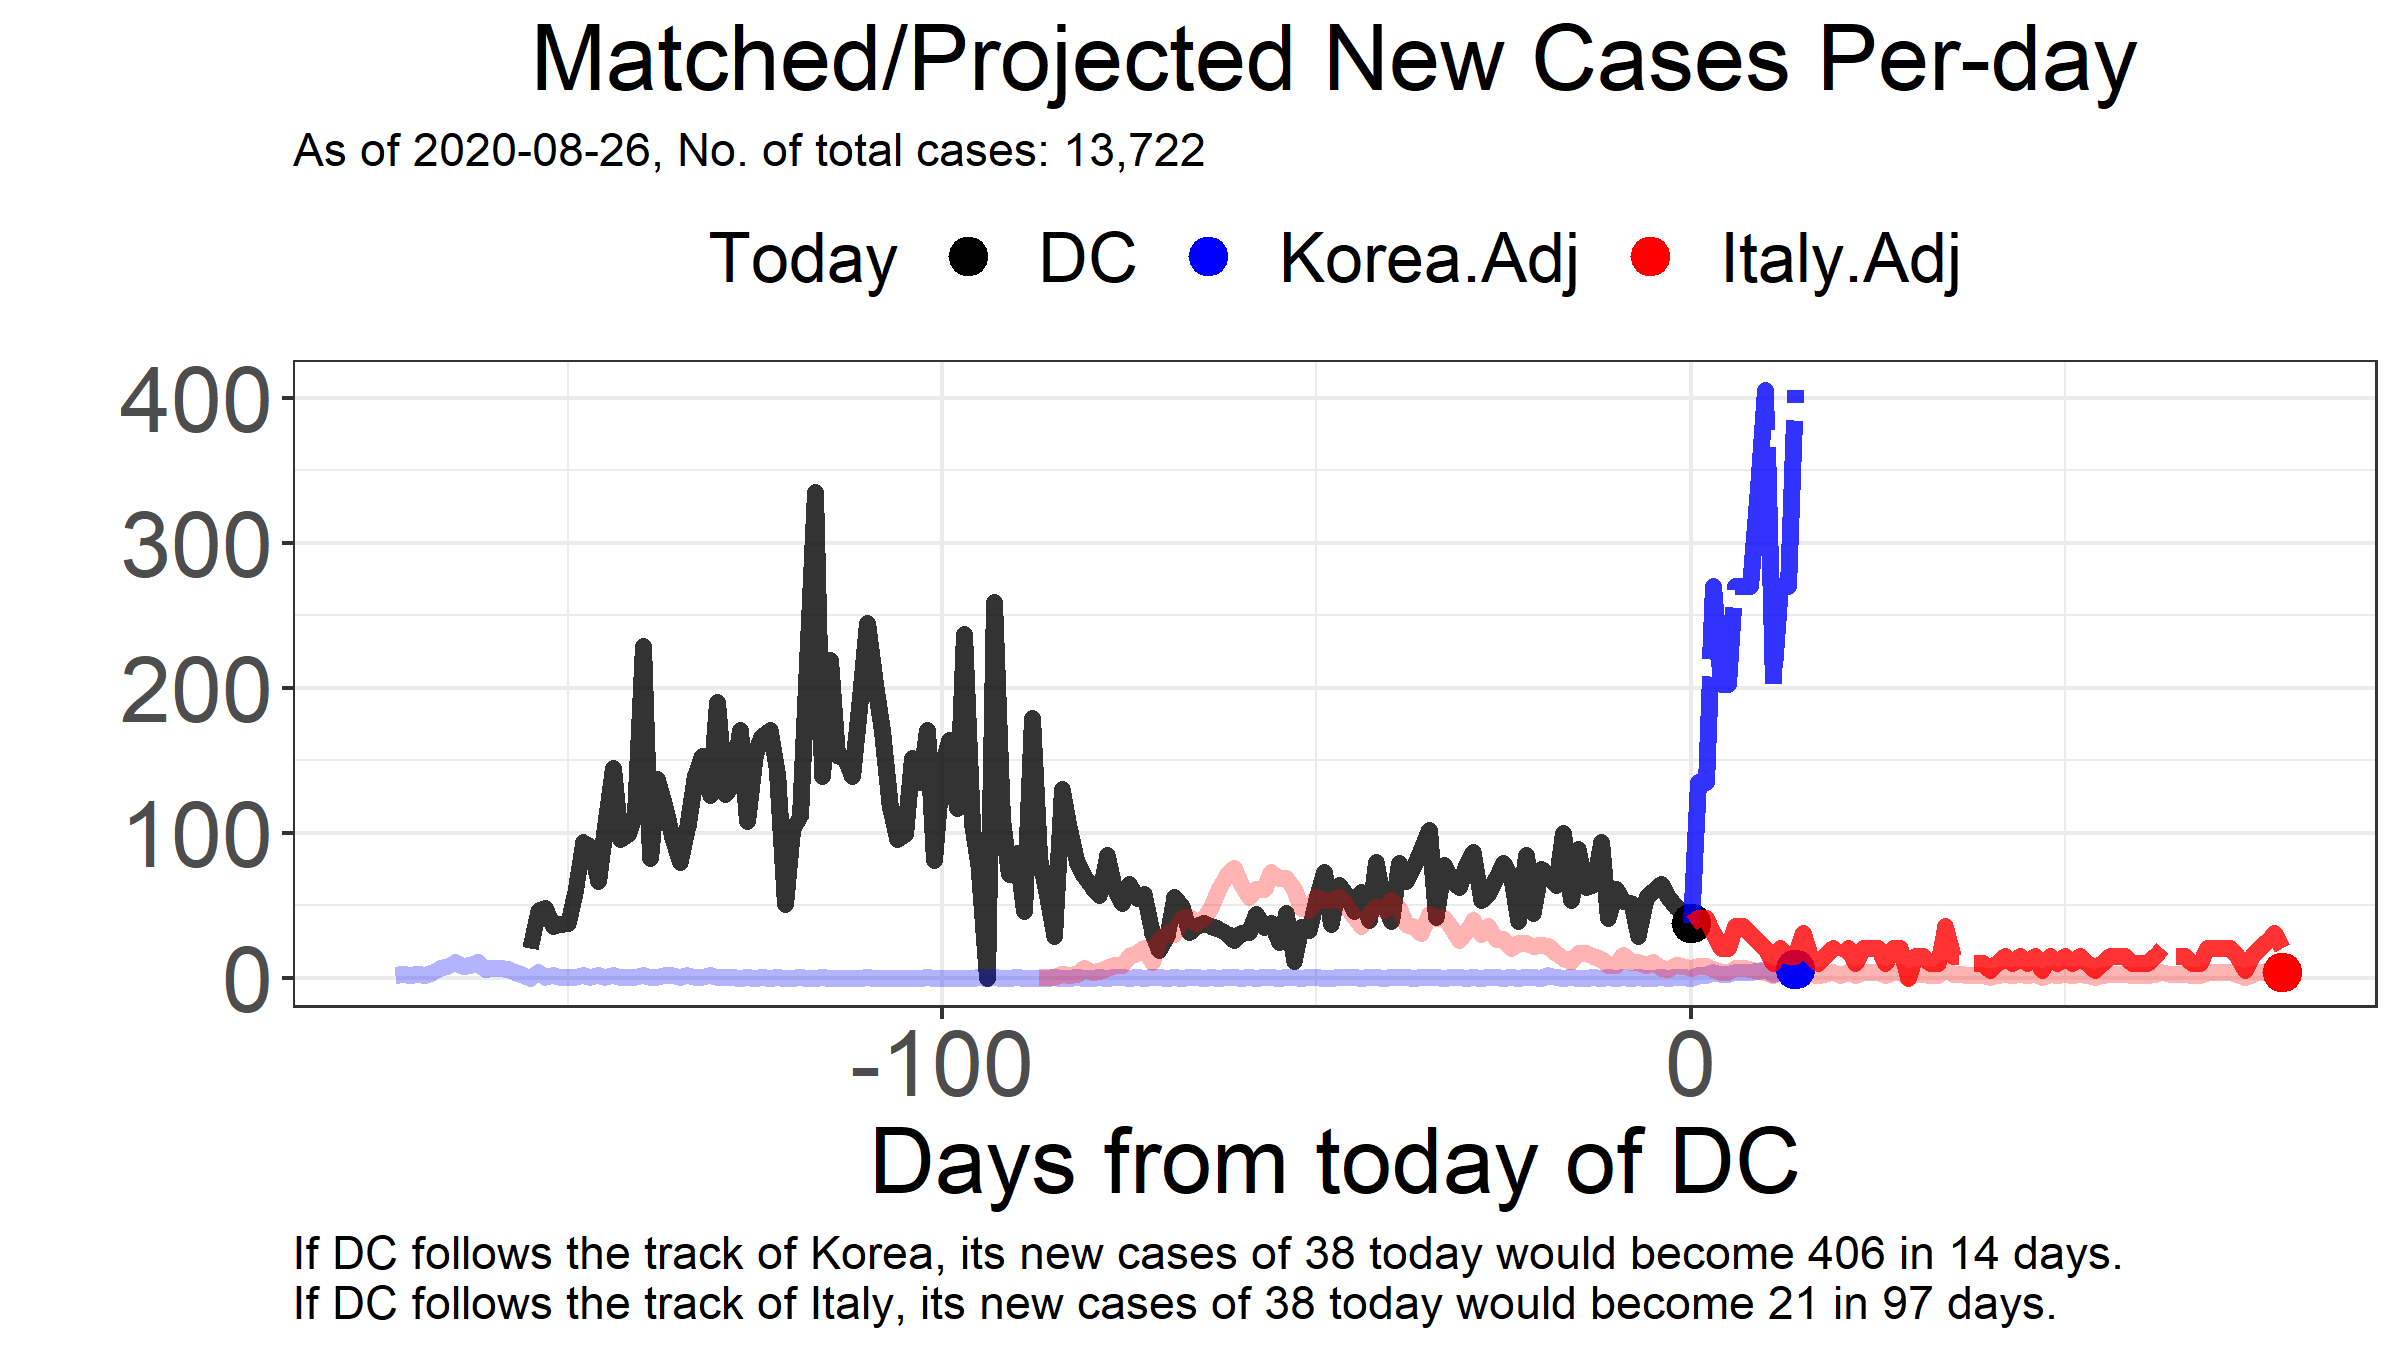 Matched/Projected New Cases Per-day
As of 2020-08-26, No. of total cases: 13,722
Today DC Korea.Adj Italy.Adj
400
300
200
100
0
-100 0
Days from today of DC
If DC follows the track of Korea, its new cases of 38 today would become 406 in 14 days.
If DC follows the track of Italy, its new cases of 38 today would become 21 in 97 days.